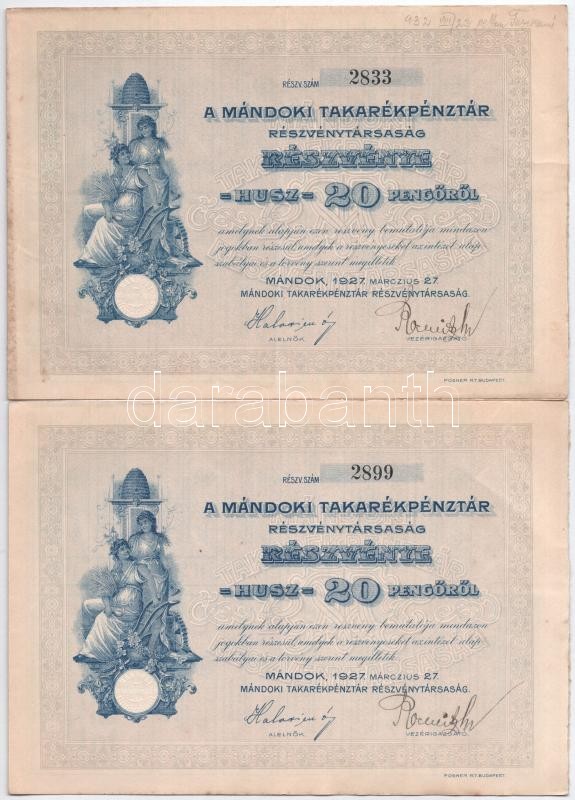 932 VIII/23
RÉSZV. SZÁM 2833
A MÁNDOKI TAKARÉKPÉNZTÁR
RÉSZVÉNYTÁRSASÁG
RÉSZVÉNYE
=HUSZ= 20 PENGŐRŐL
amelynek alapján ezen részvény bemutatója mindazon
jogokban részesül, amelyek a részvényeseket az intézet alap-
szabályai és a törvény szerint megilletik.
MÁNDOK, 1927. MÁRCZIUS 27.
MÁNDOKI TAKARÉKPÉNZTÁR RÉSZVÉNYTÁRSASÁG.
ALELNÖK. VEZÉRIGAZGATÓ.
POSNER R.T. BUDAPEST.
darabanth
RÉSZV. SZÁM 2899
A MÁNDOKI TAKARÉKPÉNZTÁR
RÉSZVÉNYTÁRSASÁG
RÉSZVÉNYE
=HUSZ= 20 PENGŐRŐL
amelynek alapján ezen részvény bemutatója mindazon
jogokban részesül, amelyek a részvényeseket az intézet alap-
szabályai és a törvény szerint megilletik.
MÁNDOK, 1927. MÁRCZIUS 27.
MÁNDOKI TAKARÉKPÉNZTÁR RÉSZVÉNYTÁRSASÁG.
ALELNÖK. VEZÉRIGAZGATÓ.
POSNER R.T. BUDAPEST.